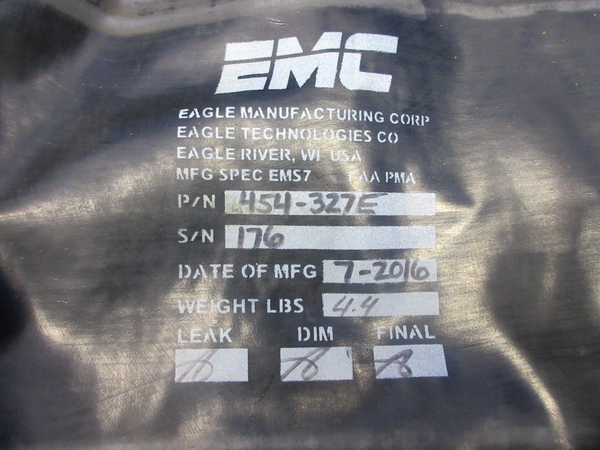 EMC
EAGLE MANUFACTURING CORP
EAGLE TECHNOLOGIES CO
EAGLE RIVER, WI USA
MFG SPEC EMS7 FAA PMA
P/N 454-327E
S/N 176
DATE OF MFG 7-2016
WEIGHT LBS 4.4
LEAK DIM FINAL